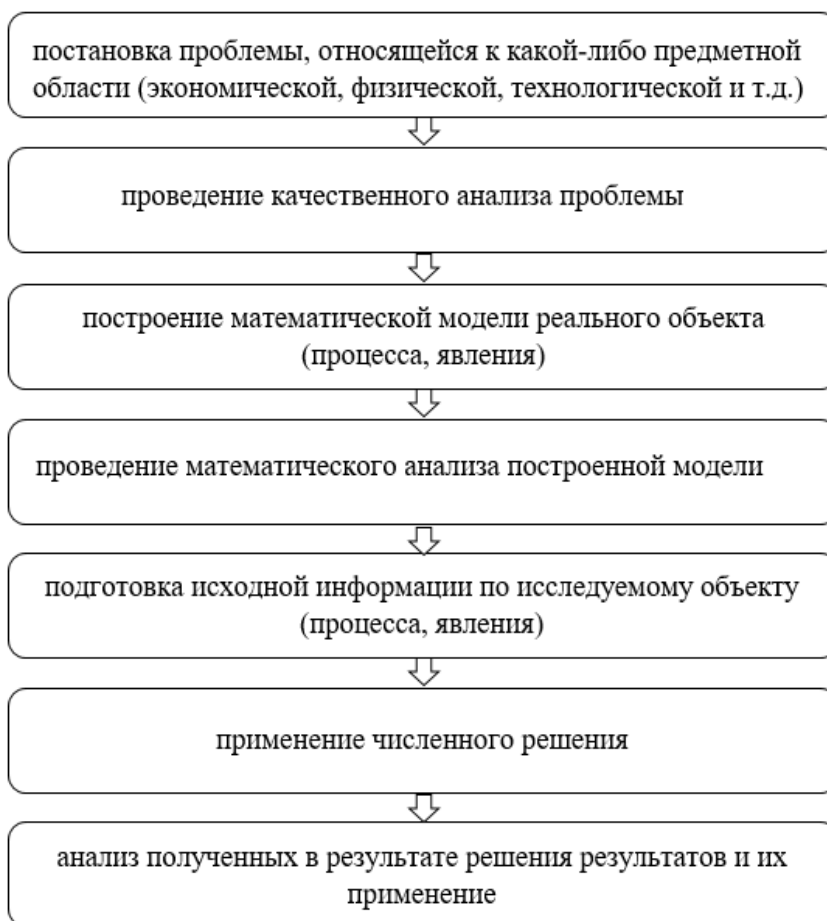 постановка проблемы, относящейся к какой-либо предметной
области (экономической, физической, технологической и т.д.)
проведение качественного анализа проблемы
построение математической модели реального объекта
(процесса, явления)
проведение математического анализа построенной модели
подготовка исходной информации по исследуемому объекту
(процесса, явления)
применение численного решения
анализ полученных в результате решения результатов и их
применение